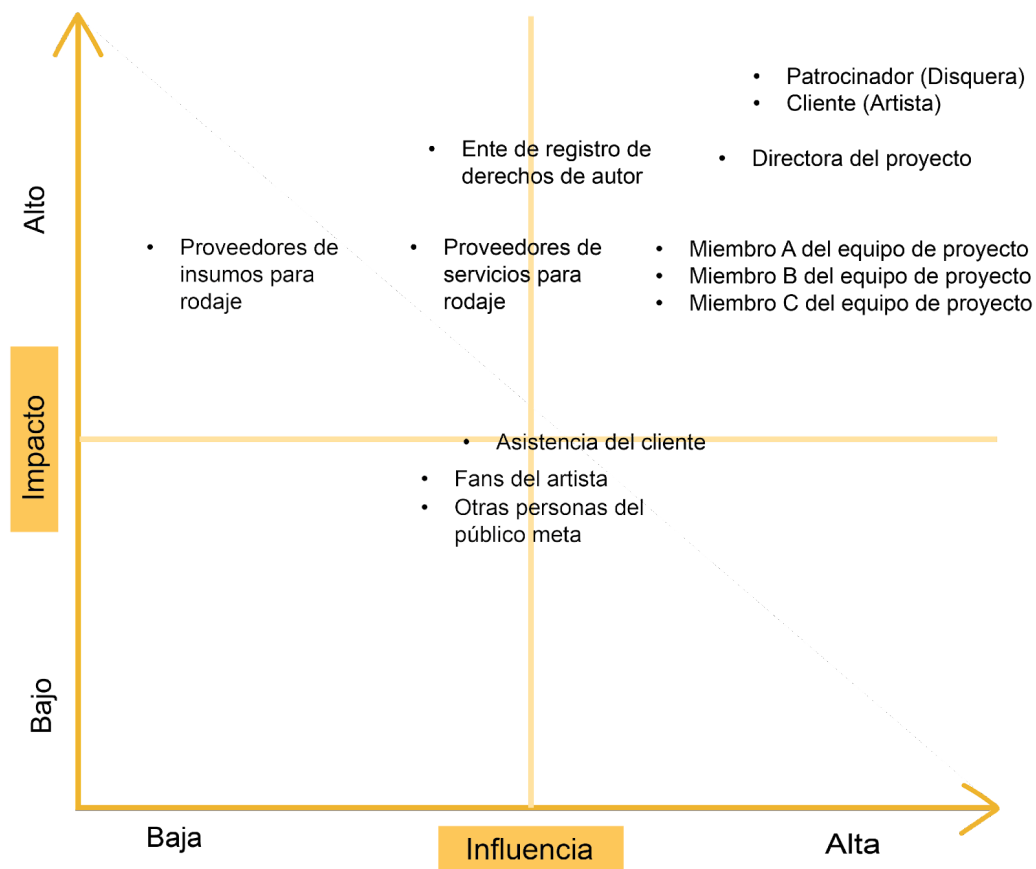 • Patrocinador (Disquera)
• Cliente (Artista)
• Ente de registro de
derechos de autor
• Directora del proyecto
Alto
• Proveedores de
insumos para
rodaje
• Proveedores de
servicios para
rodaje
• Miembro A del equipo de proyecto
• Miembro B del equipo de proyecto
• Miembro C del equipo de proyecto
Impacto
• Asistencia del cliente
• Fans del artista
• Otras personas del
público meta
Bajo
Baja
Influencia
Alta